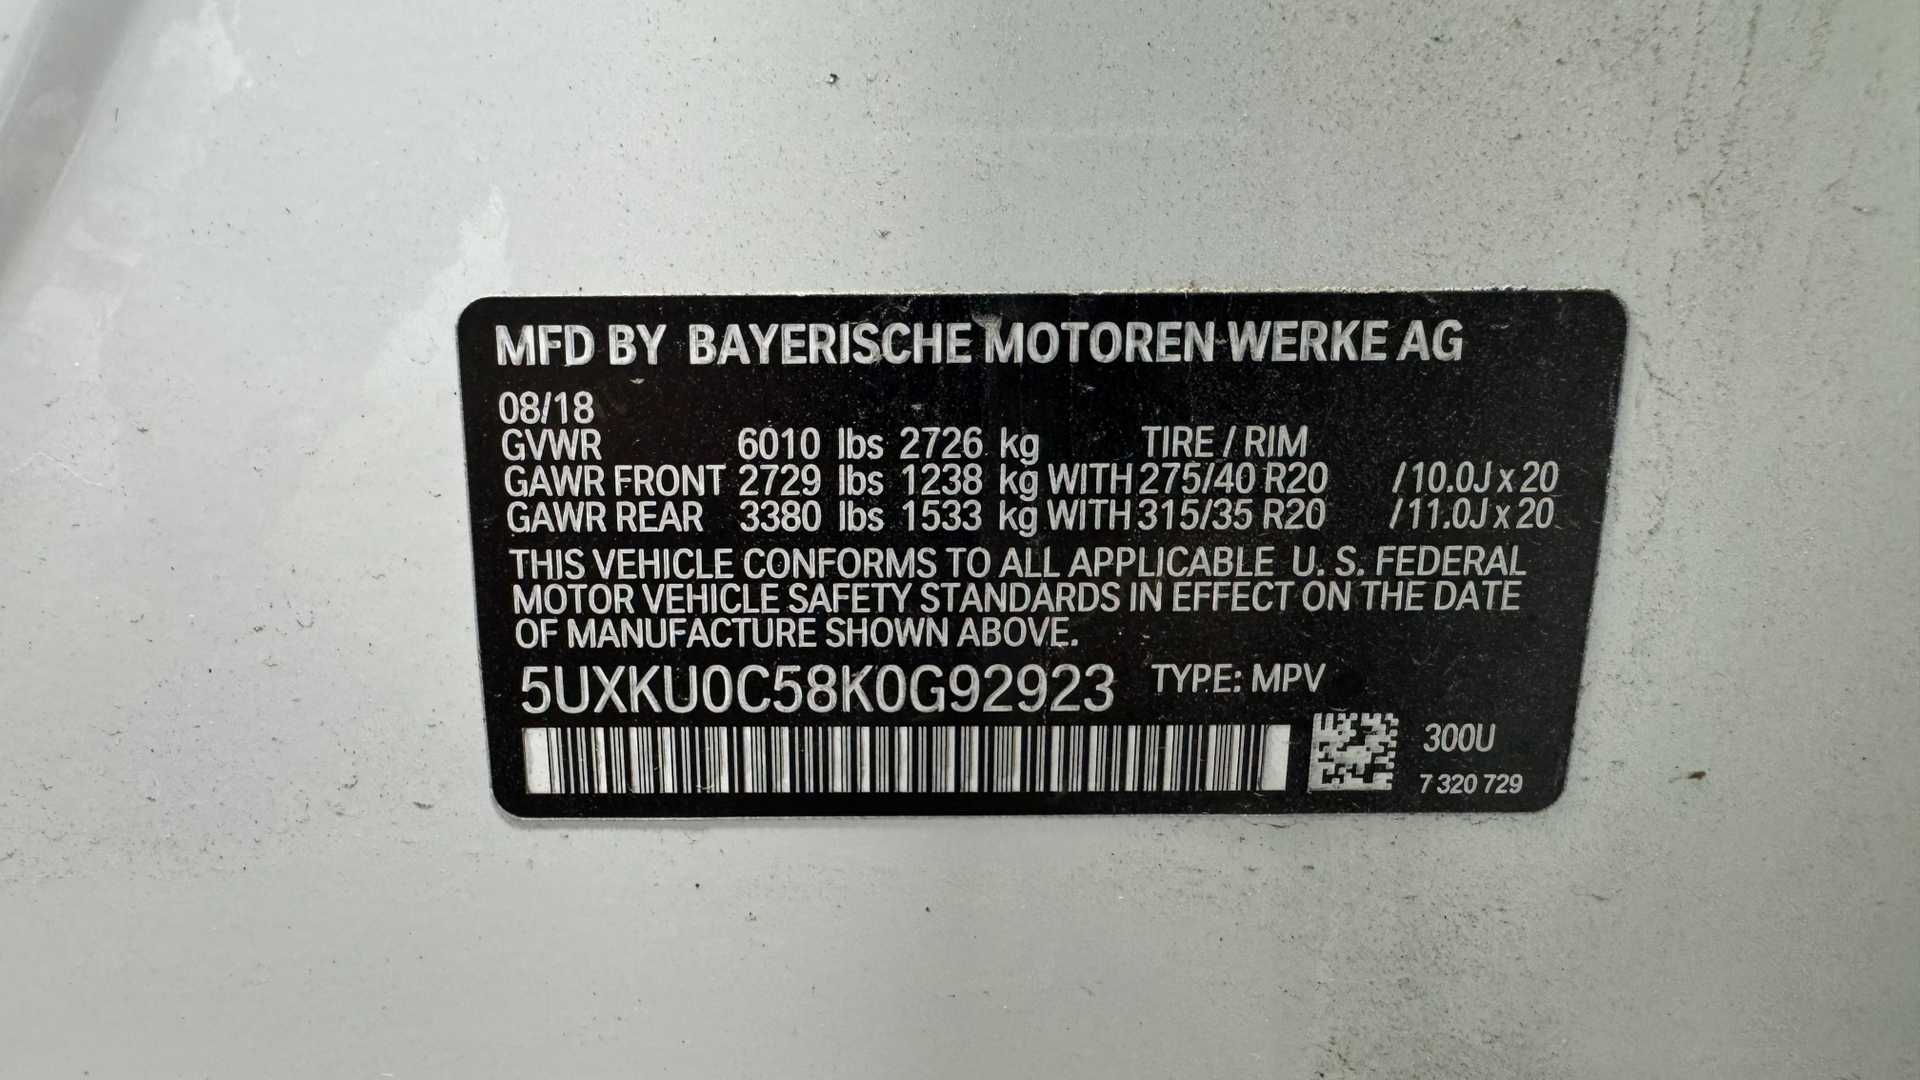 MFD BY BAYERISCHE MOTOREN WERKE AG
08/18
GVWR 6010 lbs 2726 kg TIRE / RIM
GAWR FRONT 2729 lbs 1238 kg WITH 275/40 R20 / 10.0J x 20
GAWR REAR 3380 lbs 1533 kg WITH 315/35 R20 / 11.0J x 20
THIS VEHICLE CONFORMS TO ALL APPLICABLE U. S. FEDERAL
MOTOR VEHICLE SAFETY STANDARDS IN EFFECT ON THE DATE
OF MANUFACTURE SHOWN ABOVE.
5UXKU0C58K0G92923 TYPE: MPV
300U
7 320 729